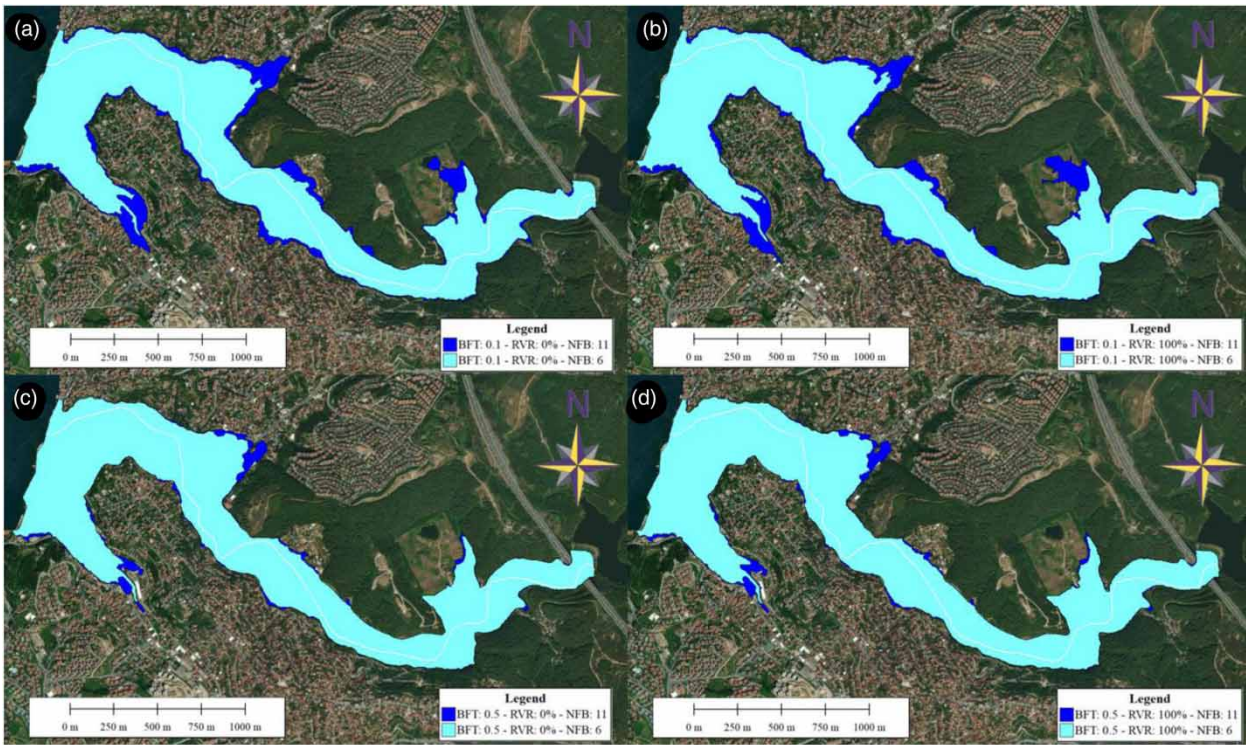 (a)
N
0 m 250 m 500 m 750 m 1000 m
Legend
BFT: 0.1 - RVR: 0% - NFB: 11
BFT: 0.1 - RVR: 0% - NFB: 6
(b)
N
0 m 250 m 500 m 750 m 1000 m
Legend
BFT: 0.1 - RVR: 100% - NFB: 11
BFT: 0.1 - RVR: 100% - NFB: 6
(c)
N
0 m 250 m 500 m 750 m 1000 m
Legend
BFT: 0.5 - RVR: 0% - NFB: 11
BFT: 0.5 - RVR: 0% - NFB: 6
(d)
N
0 m 250 m 500 m 750 m 1000 m
Legend
BFT: 0.5 - RVR: 100% - NFB: 11
BFT: 0.5 - RVR: 100% - NFB: 6